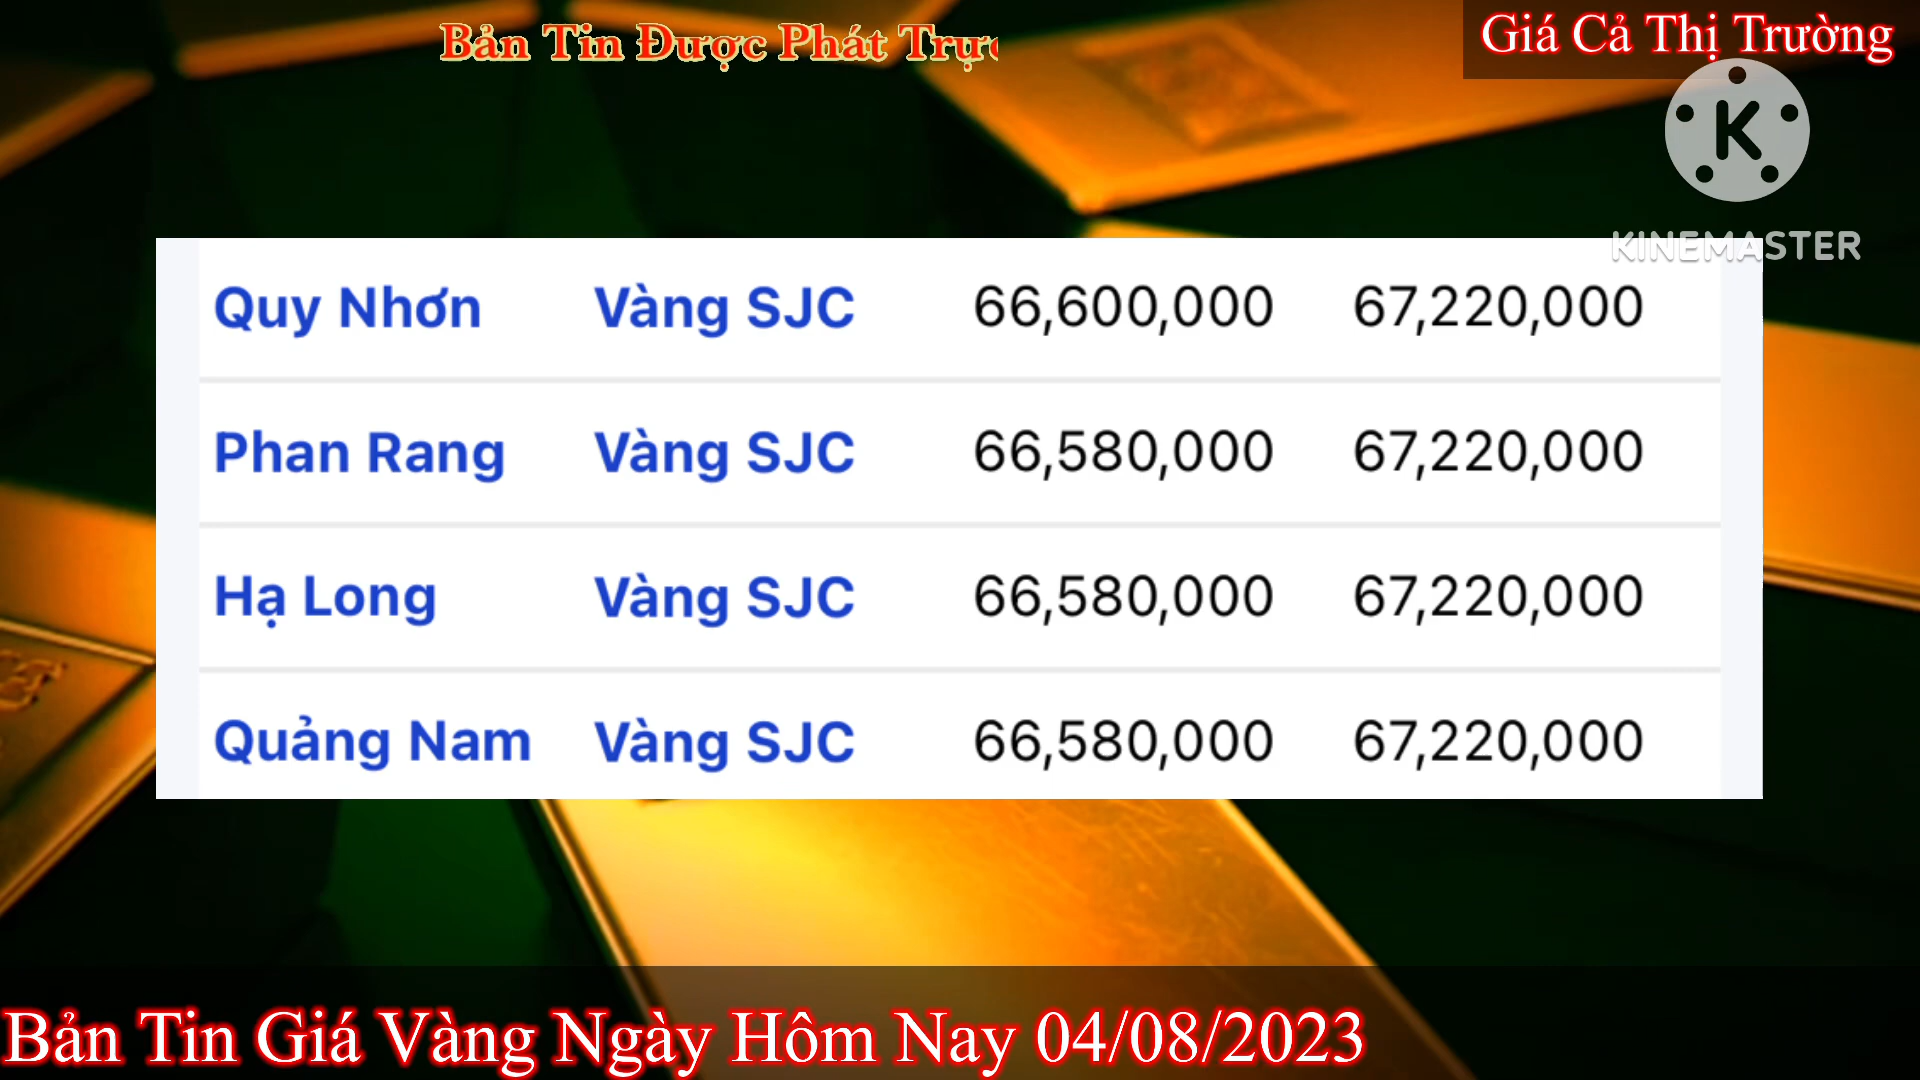 Bản Tin Được Phát
Giá Cả Thị Trường
K
KINEMASTER
Quy Nhơn Vàng SJC 66,600,000 67,220,000
Phan Rang Vàng SJC 66,580,000 67,220,000
Hạ Long Vàng SJC 66,580,000 67,220,000
Quảng Nam Vàng SJC 66,580,000 67,220,000
Bản Tin Giá Vàng Ngày Hôm Nay 04/08/2023